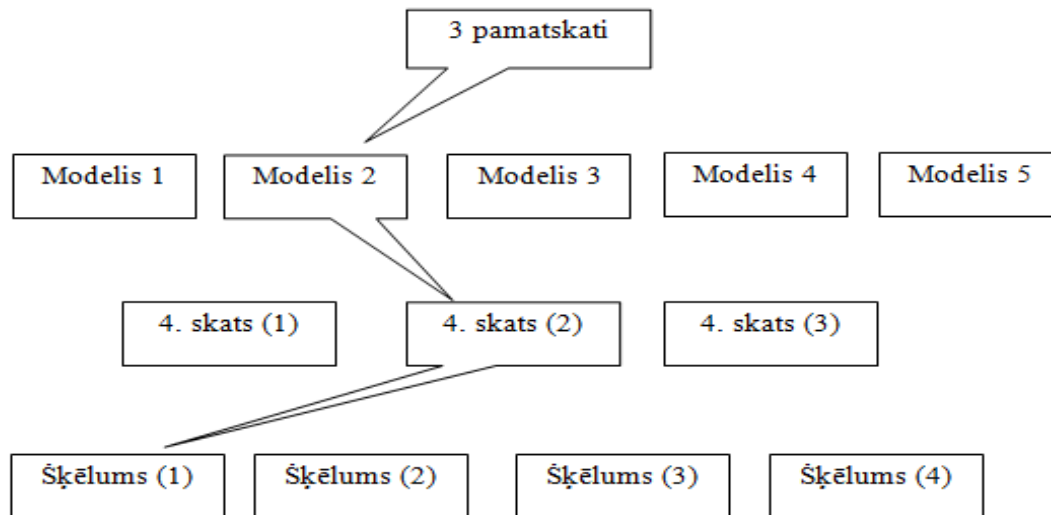 3 pamatskati
Modelis 1
Modelis 2
Modelis 3
Modelis 4
Modelis 5
4. skats (1)
4. skats (2)
4. skats (3)
Šķēlums (1)
Šķēlums (2)
Šķēlums (3)
Šķēlums (4)